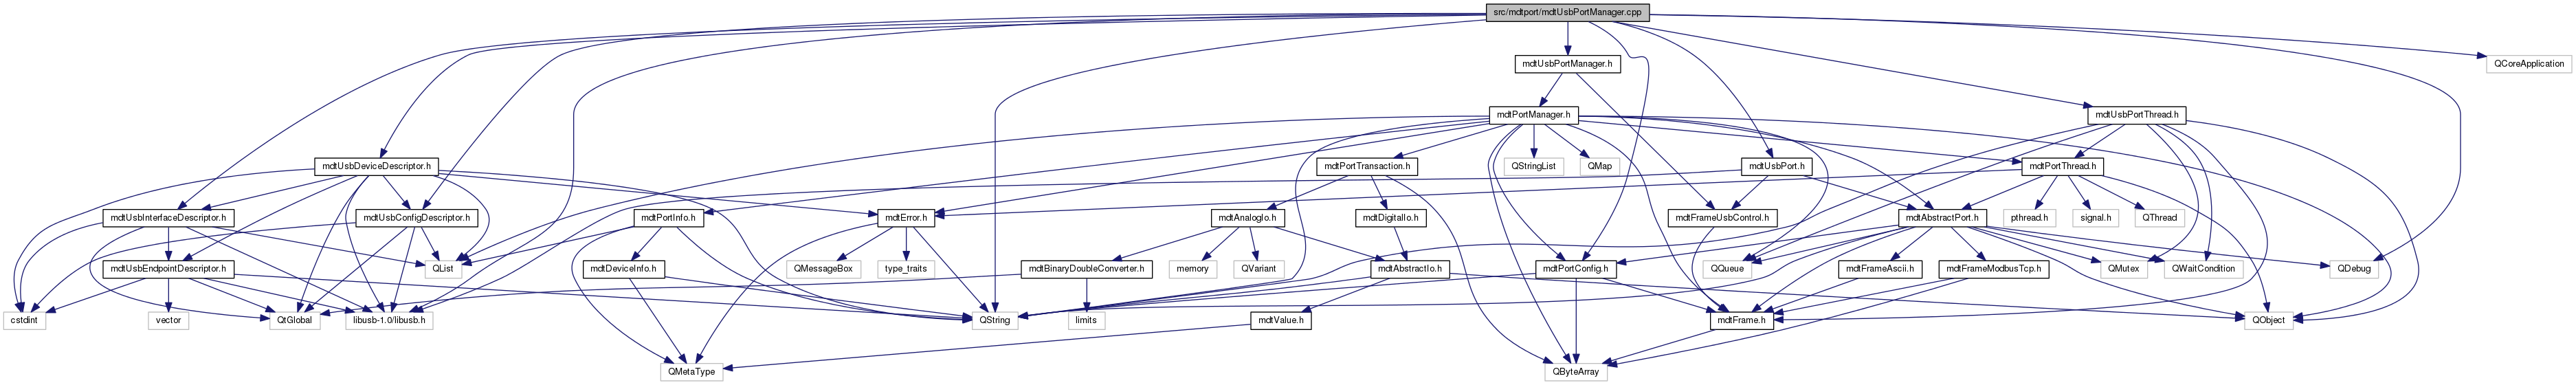 src/mdtport/mdtUsbPortManager.cpp
mdtUsbPortManager.h
QCoreApplication
mdtPortManager.h
mdtUsbPortThread.h
mdtUsbDeviceDescriptor.h
mdtPortTransaction.h
QStringList
QMap
mdtUsbPort.h
mdtPortThread.h
mdtUsbInterfaceDescriptor.h
mdtUsbConfigDescriptor.h
mdtPortInfo.h
mdtError.h
mdtAnalogIo.h
mdtDigitalIo.h
mdtFrameUsbControl.h
mdtAbstractPort.h
pthread.h
signal.h
QThread
mdtUsbEndpointDescriptor.h
QList
mdtDeviceInfo.h
QMessageBox
type_traits
mdtBinaryDoubleConverter.h
memory
QVariant
mdtAbstractIo.h
mdtPortConfig.h
QQueue
mdtFrameAscii.h
mdtFrameModbusTcp.h
QMutex
QWaitCondition
QDebug
cstdint
vector
QtGlobal
libusb-1.0/libusb.h
QString
limits
mdtValue.h
mdtFrame.h
QObject
QMetaType
QByteArray